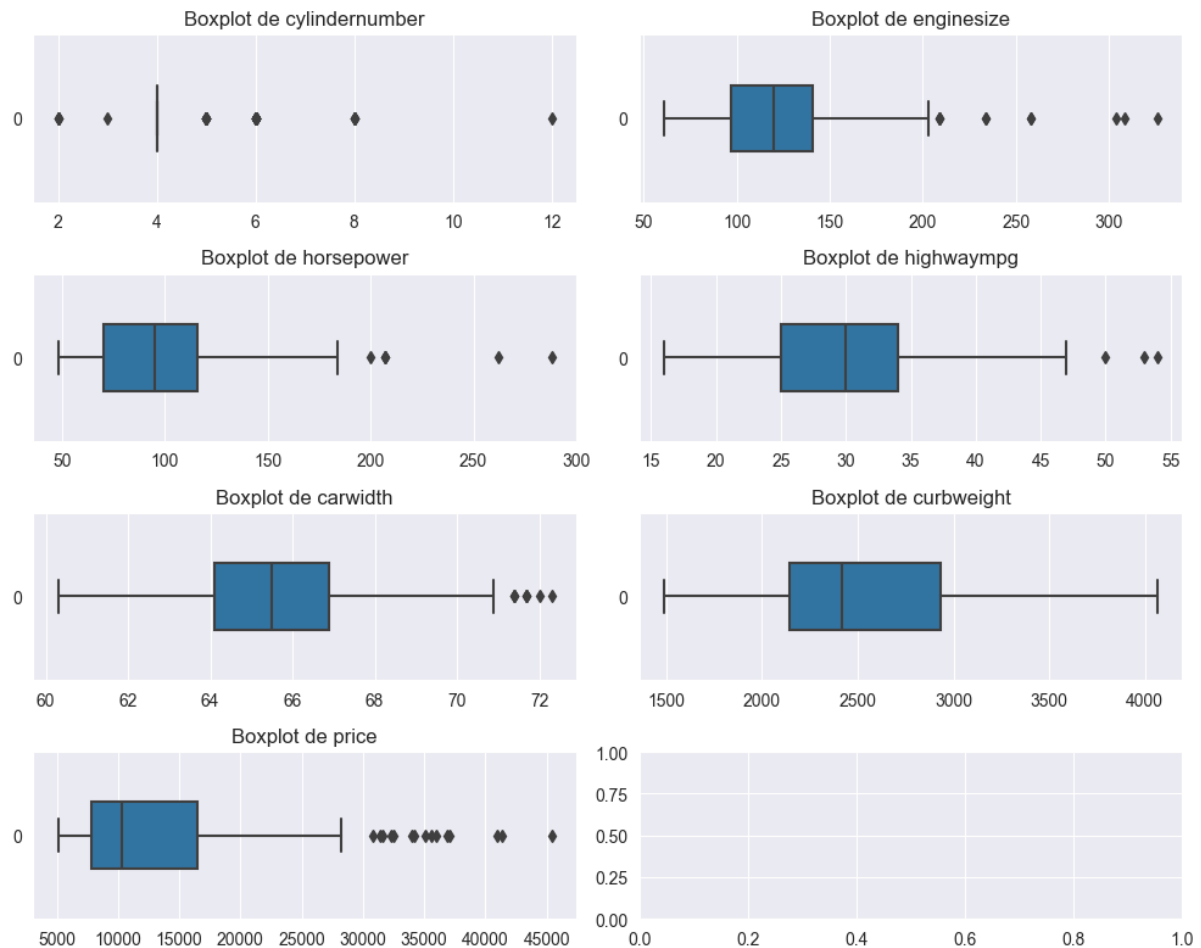 Boxplot de cylindernumber
0
2 4 6 8 10 12
Boxplot de enginesize
0
50 100 150 200 250 300
Boxplot de horsepower
0
50 100 150 200 250 300
Boxplot de highwaympg
0
15 20 25 30 35 40 45 50 55
Boxplot de carwidth
0
60 62 64 66 68 70 72
Boxplot de curbweight
0
1500 2000 2500 3000 3500 4000
Boxplot de price
0
5000 10000 15000 20000 25000 30000 35000 40000 45000
1.00
0.75
0.50
0.25
0.00
0.0 0.2 0.4 0.6 0.8 1.0